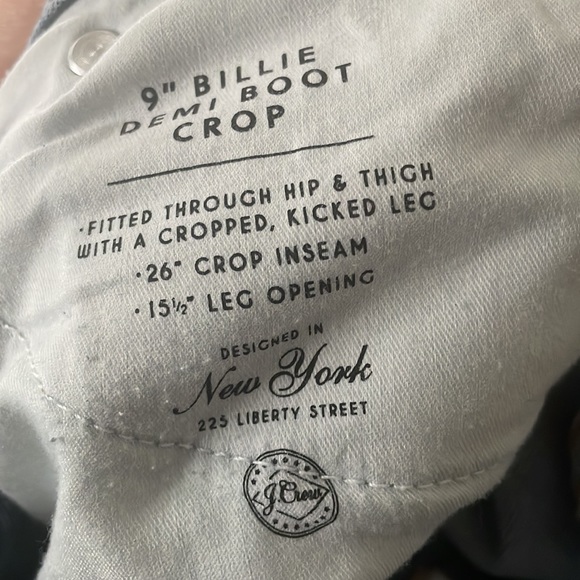 9" BILLIE
DEMI BOOT
CROP
•FITTED THROUGH HIP & THIGH
WITH A CROPPED, KICKED LEG
•26" CROP INSEAM
•15½" LEG OPENING
DESIGNED IN
New York
225 LIBERTY STREET
J.Crew